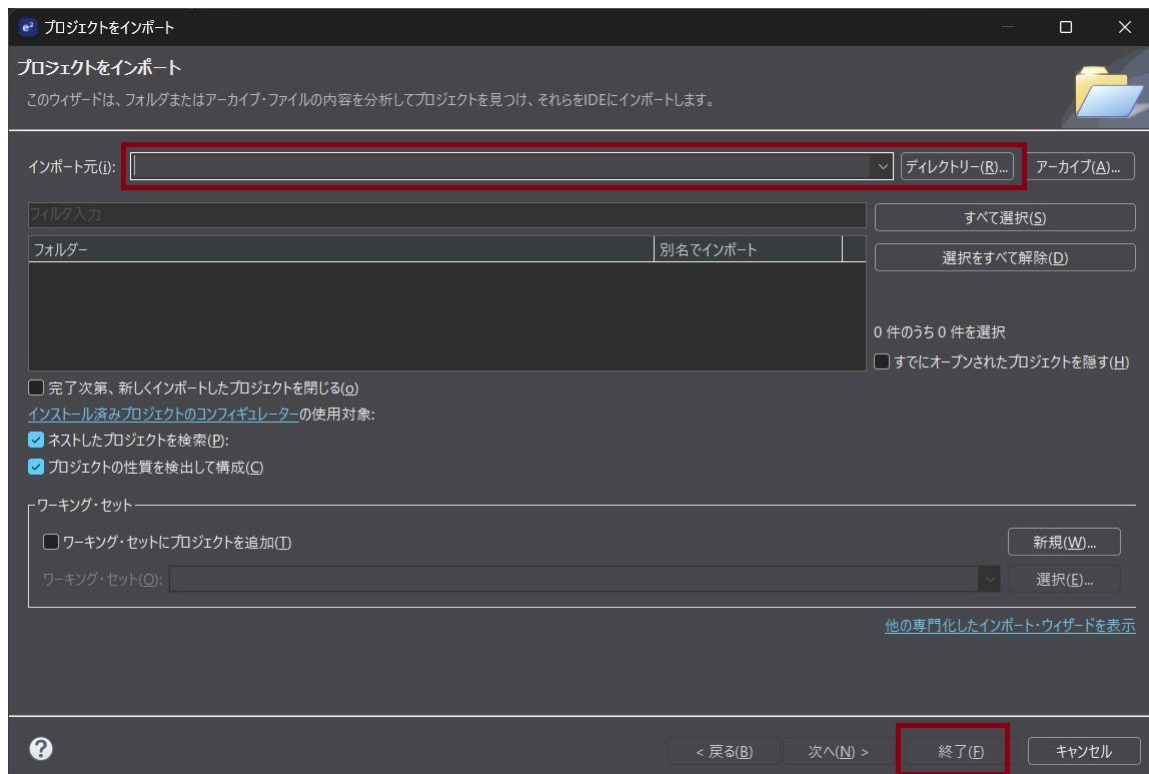 e² プロジェクトをインポート
プロジェクトをインポート
このウィザードは、フォルダまたはアーカイブ・ファイルの内容を分析してプロジェクトを見つけ、それらをIDEにインポートします。
インポート元(i): ディレクトリー(R)... アーカイブ(A)...
フィルタ入力 すべて選択(S)
フォルダー 別名でインポート 選択をすべて解除(D)
0 件のうち 0 件を選択
すでにオープンされたプロジェクトを隠す(H)
完了次第、新しくインポートしたプロジェクトを閉じる(o)
インストール済みプロジェクトのコンフィギュレーターの使用対象:
ネストしたプロジェクトを検索(P):
プロジェクトの性質を検出して構成(C)
ワーキング・セット
ワーキング・セットにプロジェクトを追加(T) 新規(W)...
ワーキング・セット(O): 選択(E)...
他の専門化したインポート・ウィザードを表示
? < 戻る(B) 次へ(N) > 終了(F) キャンセル